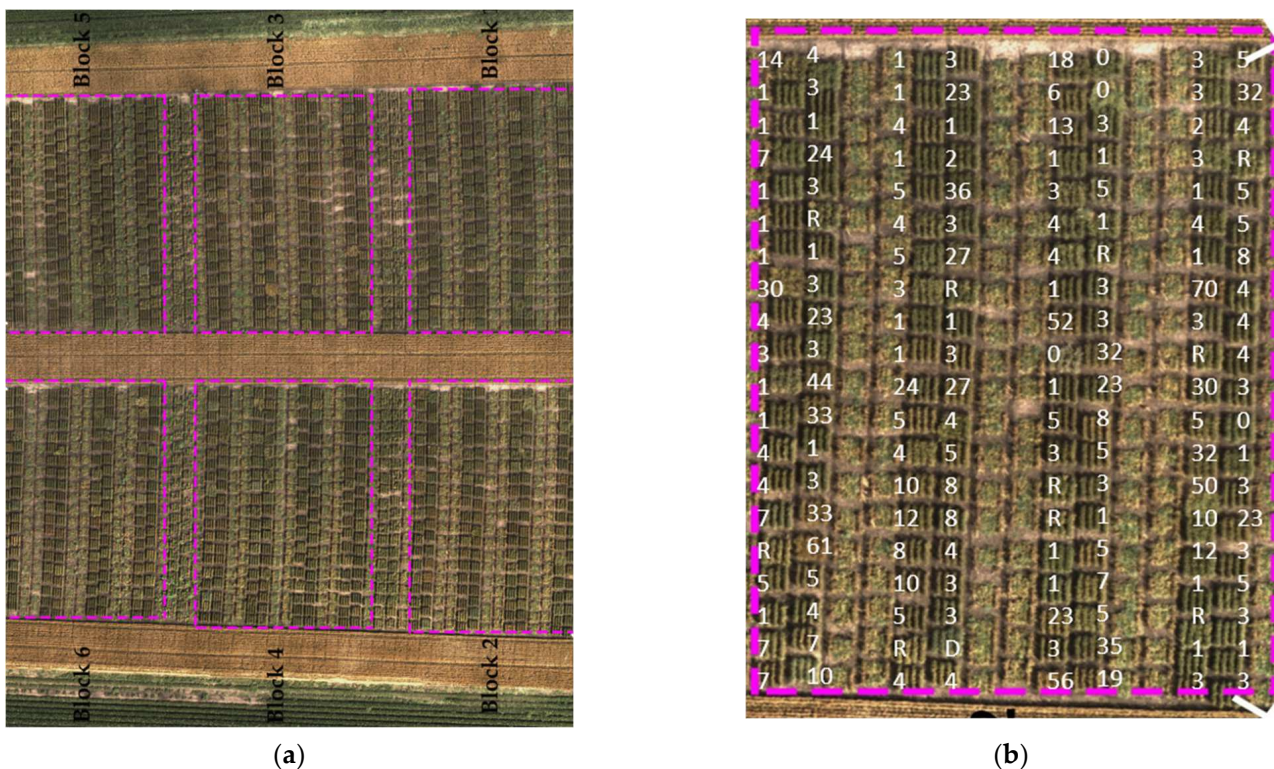 Block 5
Block 3
Block
Block 6
Block 4
Block 2
14 4 1 3 18 0 3 5
1 3 1 23 6 0 3 32
1 1 4 1 13 3 2 4
7 24 1 2 1 1 3 R
1 3 5 36 3 5 1 5
1 R 4 3 4 1 4 5
1 1 5 27 4 R 1 8
30 3 3 R 1 3 70 4
4 23 1 1 52 3 3 4
3 3 1 3 0 32 R 4
1 44 24 27 1 23 30 3
1 33 5 4 5 8 5 0
4 1 4 5 3 5 32 1
4 3 10 8 R 3 50 3
7 33 12 8 R 1 10 23
R 61 8 4 1 5 12 3
5 5 10 3 1 7 1 5
1 4 5 3 23 5 R 3
7 7 R D 3 35 1 1
7 10 4 4 56 19 3 3
(a)
(b)